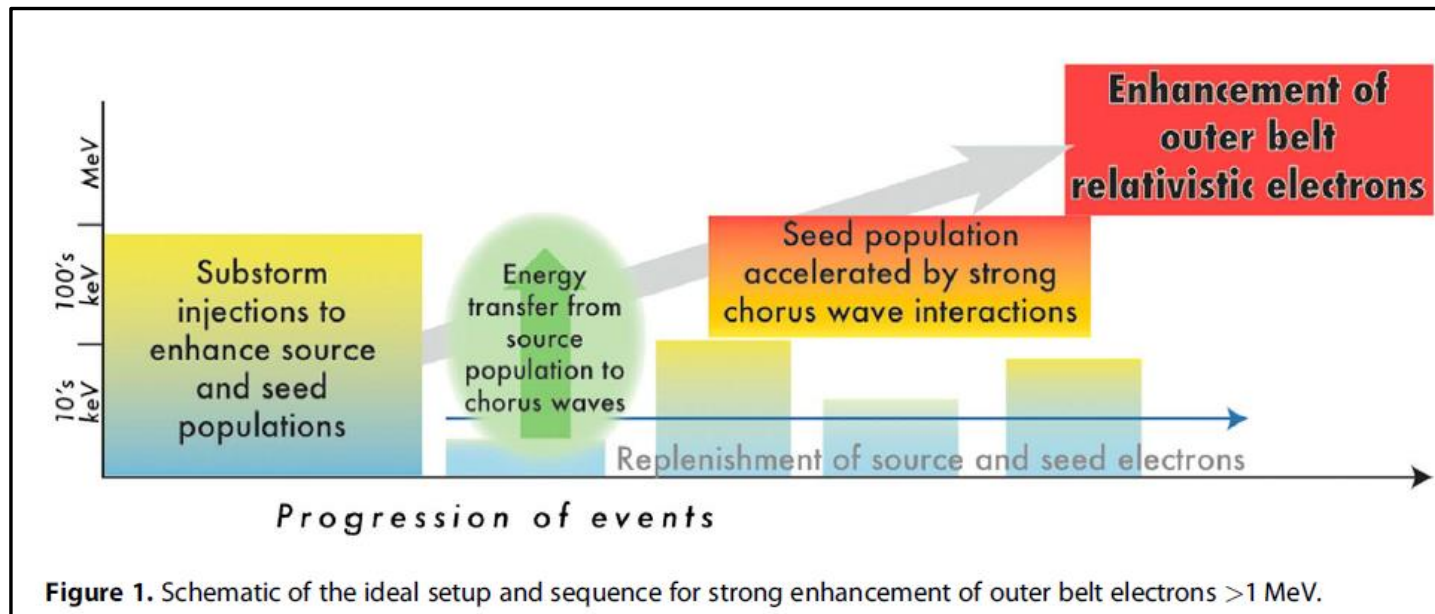 MeV
100's
keV
10's
keV
Substorm
injections to
enhance source
and seed
populations
Energy
transfer from
source
population to
chorus waves
Seed population
accelerated by strong
chorus wave interactions
Enhancement of
outer belt
relativistic electrons
Replenishment of source and seed electrons
Progression of events
Figure 1. Schematic of the ideal setup and sequence for strong enhancement of outer belt electrons >1 MeV.